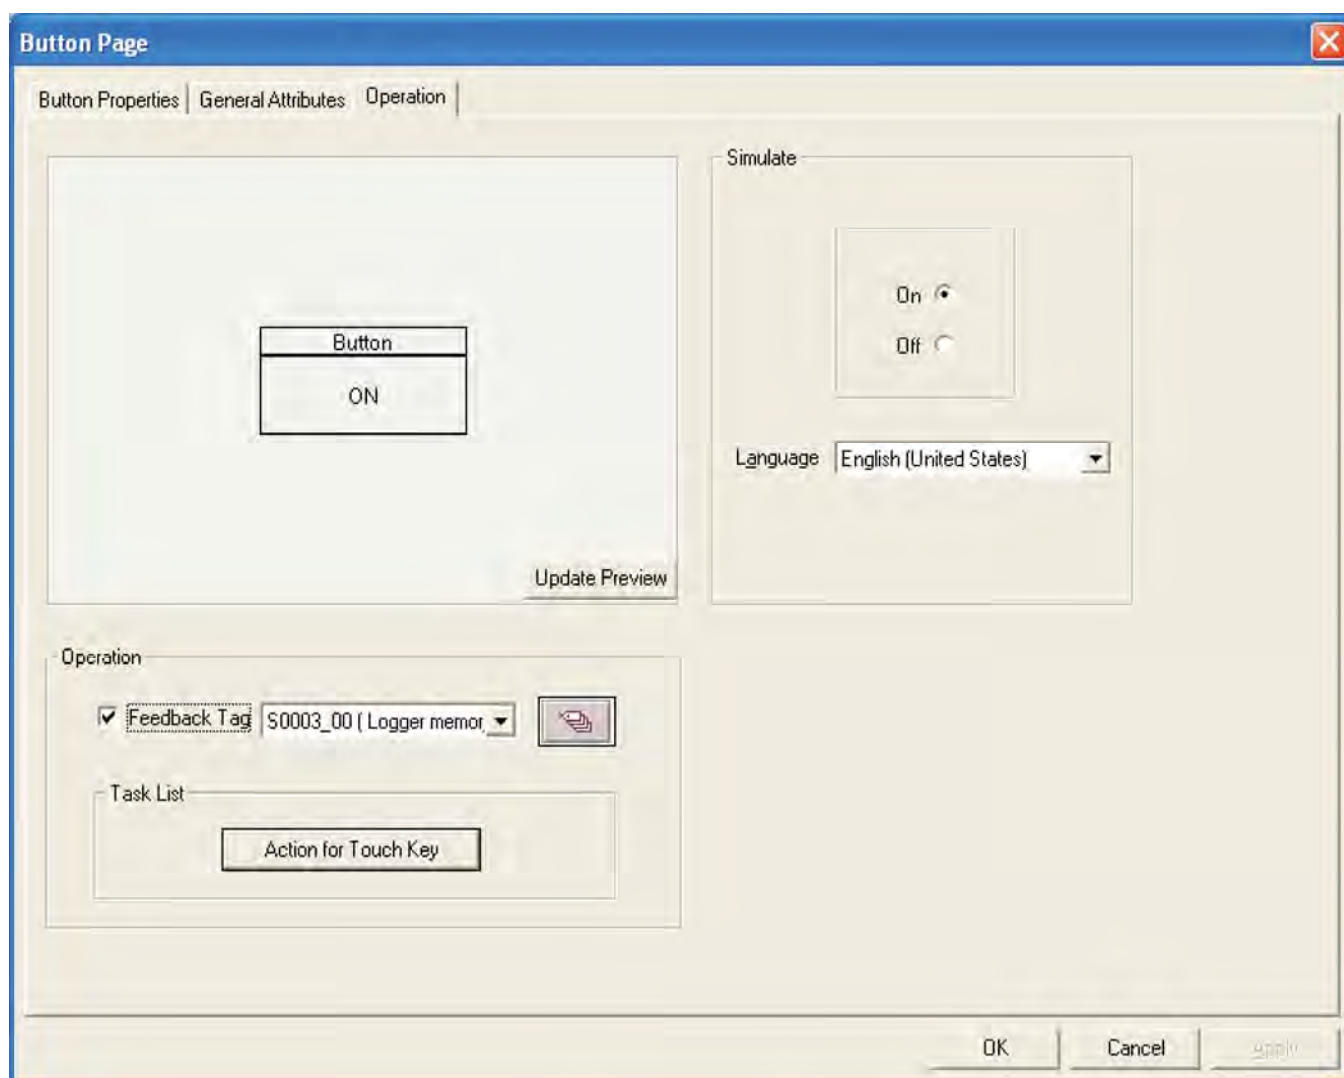 Button Page
Button Properties General Attributes Operation
Simulate
Button
ON
On
Off
Language English (United States)
Update Preview
Operation
Feedback Tag S0003_00 ( Logger memor
Task List
Action for Touch Key
OK Cancel Apply